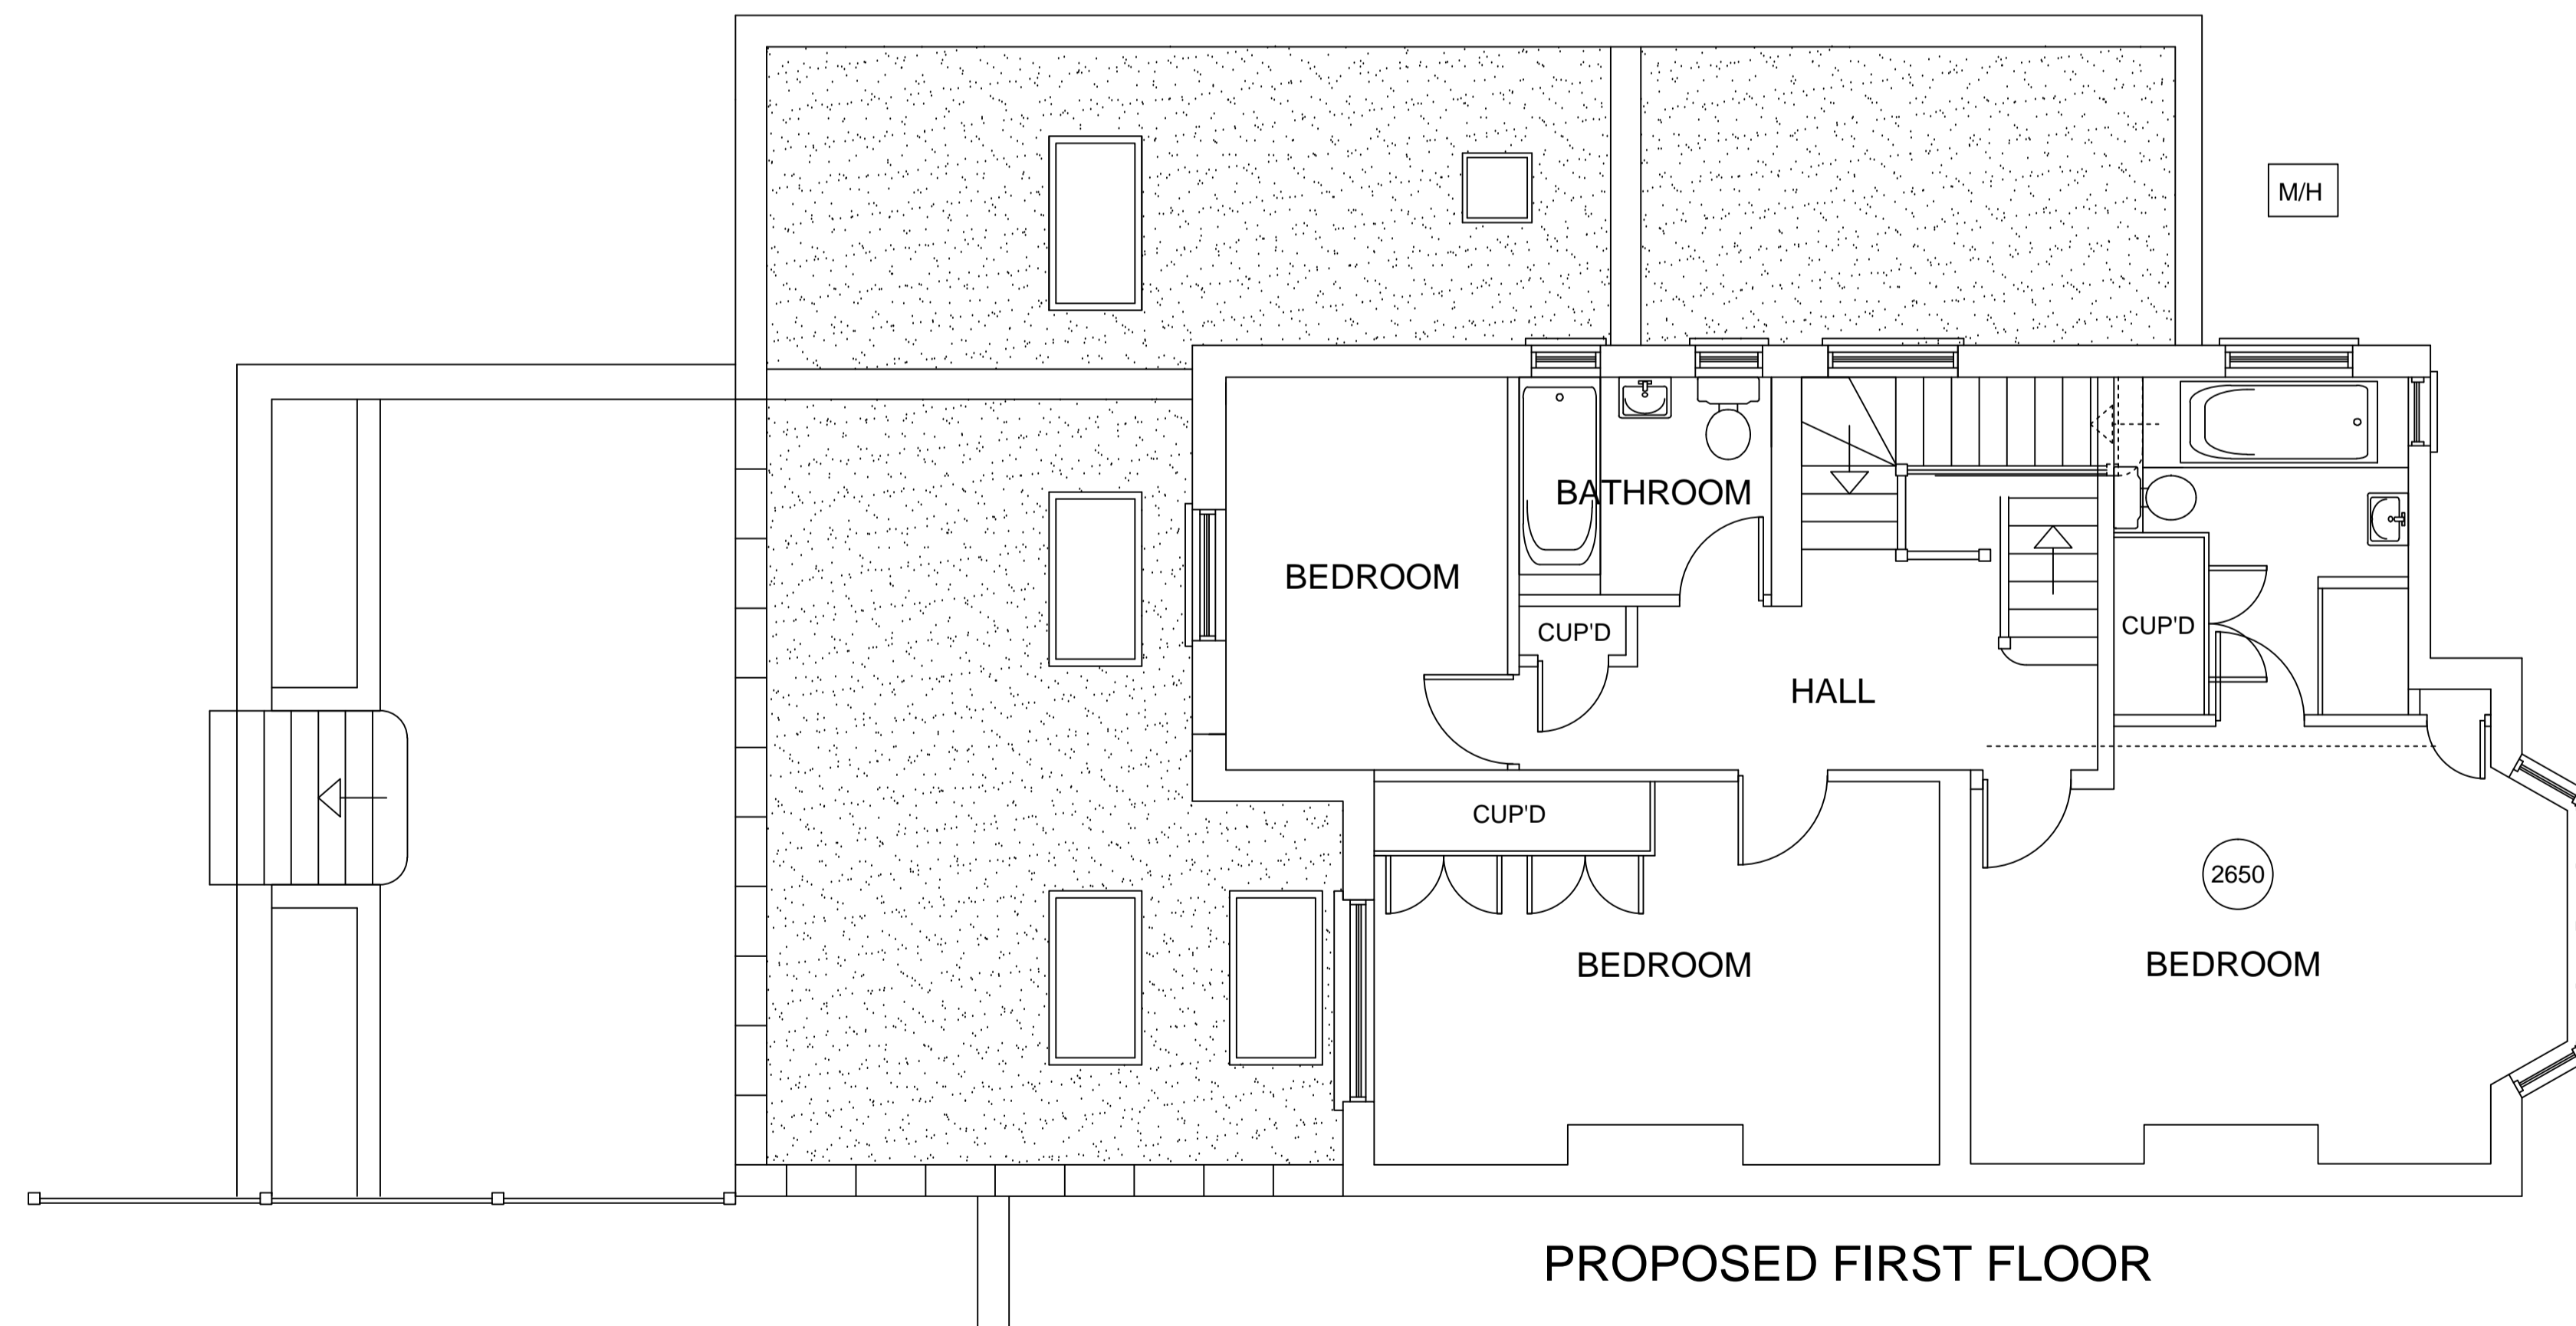 M/H
BATHROOM
BEDROOM
CUP'D
CUP'D
HALL
CUP'D
2650
BEDROOM
BEDROOM
PROPOSED FIRST FLOOR